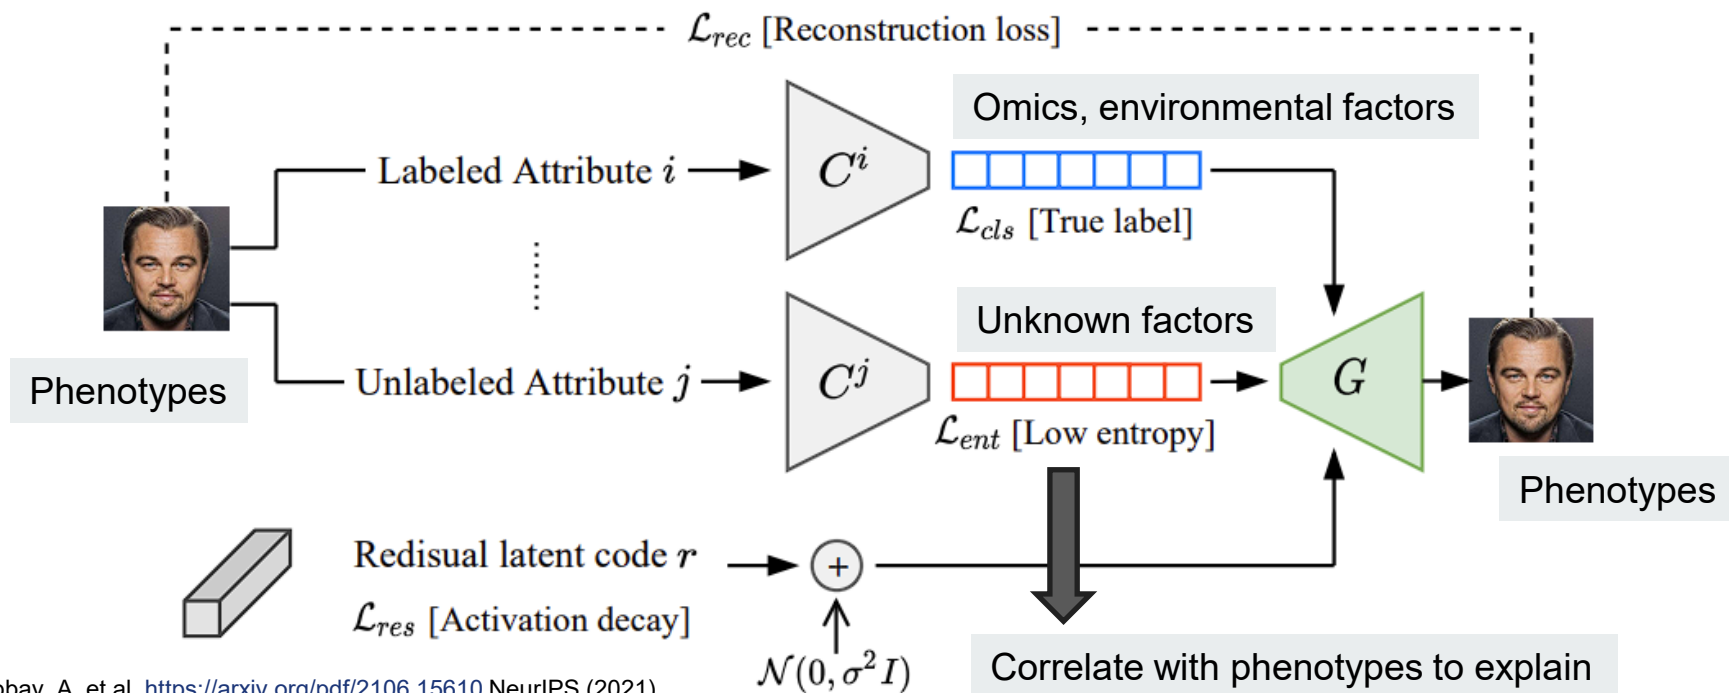 𝓛rec [Reconstruction loss]
Omics, environmental factors
Labeled Attribute i
Cⁱ
𝓛cls [True label]
Unknown factors
Phenotypes
Unlabeled Attribute j
Cʲ
G
𝓛ent [Low entropy]
Phenotypes
Redisual latent code r
+
𝓛res [Activation decay]
𝒩(0, σ²I)
Correlate with phenotypes to explain
A. et al. https://arxiv.org/pdf/2106.15610 NeurIPS (2021)